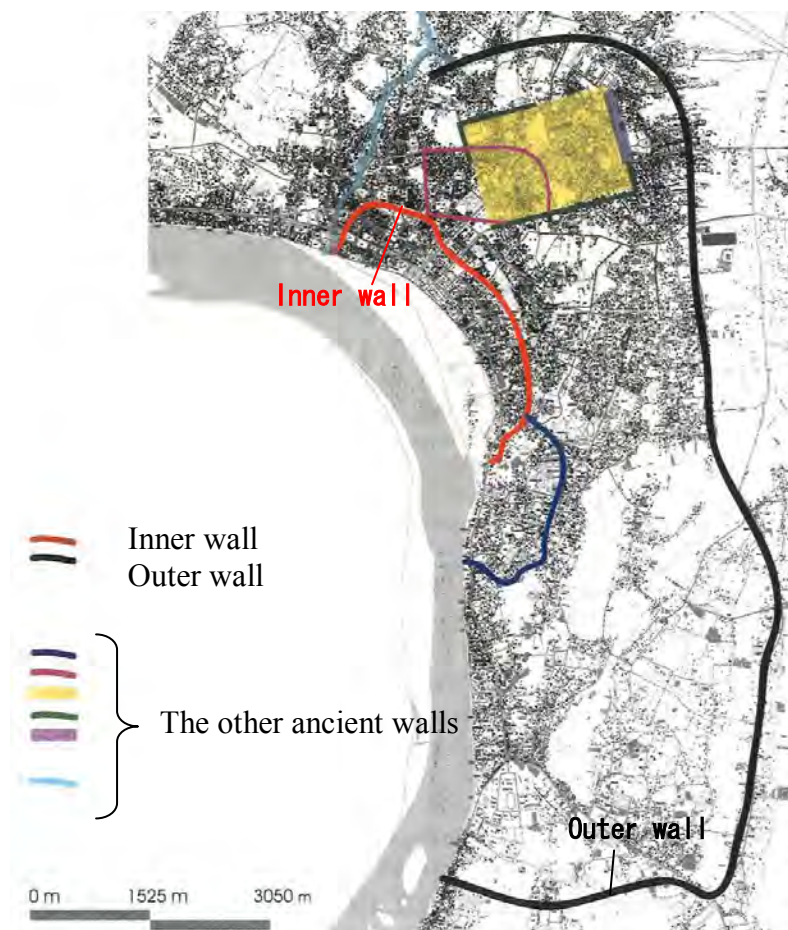 Inner wall
Inner wall
Outer wall
The other ancient walls
Outer wall
0 m 1525 m 3050 m